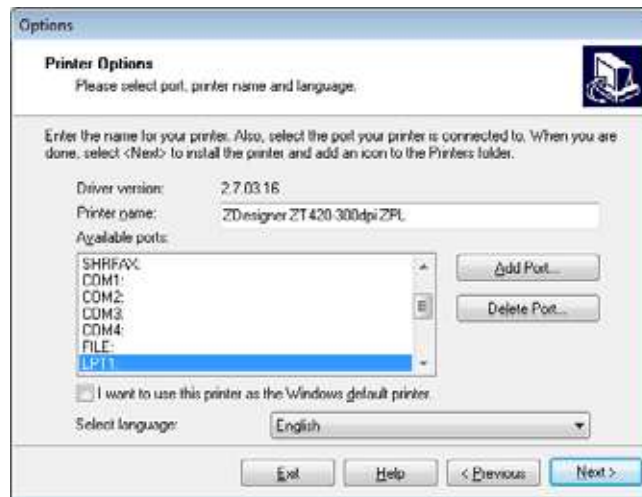 Options
Printer Options
Please select port, printer name and language.
Enter the name for your printer. Also, select the port your printer is connected to. When you are
done, select <Next> to install the printer and add an icon to the Printers folder.
Driver version: 2.7.03.16
Printer name: ZDesigner ZT420-300dpi ZPL
Available ports:
SHRFAX:
COM1:
COM2:
COM3:
COM4:
FILE:
LPT1:
Add Port...
Delete Port...
I want to use this printer as the Windows default printer.
Select language: English
Exit Help < Previous Next >